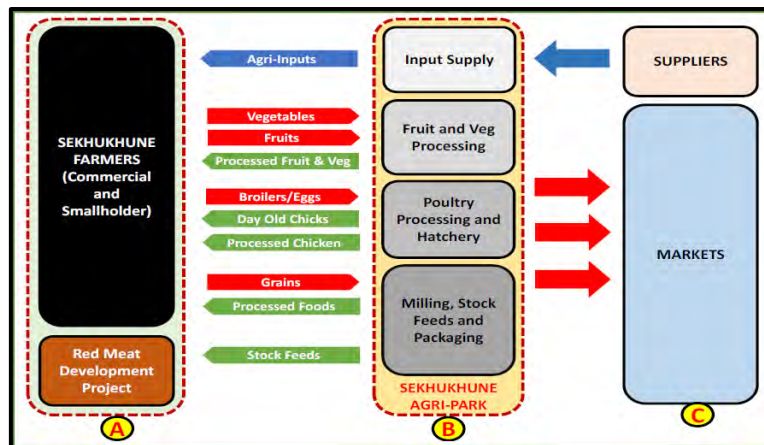 SEKHUKHUNE
FARMERS
(Commercial
and
Smallholder)
Red Meat
Development
Project
A
Agri-Inputs
Vegetables
Fruits
Processed Fruit & Veg
Broilers/Eggs
Day Old Chicks
Processed Chicken
Grains
Processed Foods
Stock Feeds
Input Supply
Fruit and Veg
Processing
Poultry
Processing and
Hatchery
Milling, Stock
Feeds and
Packaging
SEKHUKHUNE
AGRI-PARK
B
SUPPLIERS
MARKETS
C